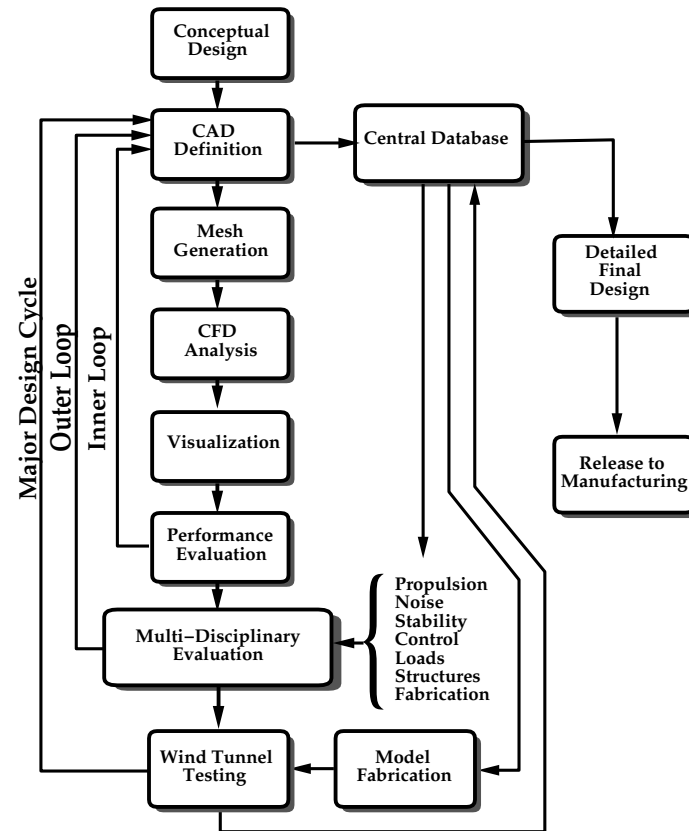 Conceptual
Design
CAD
Definition
Central Database
Mesh
Generation
Detailed
Final
Design
CFD
Analysis
Major Design Cycle
Outer Loop
Inner Loop
Visualization
Release to
Manufacturing
Performance
Evaluation
Propulsion
Noise
Stability
Control
Loads
Structures
Fabrication
Multi−Disciplinary
Evaluation
Wind Tunnel
Testing
Model
Fabrication